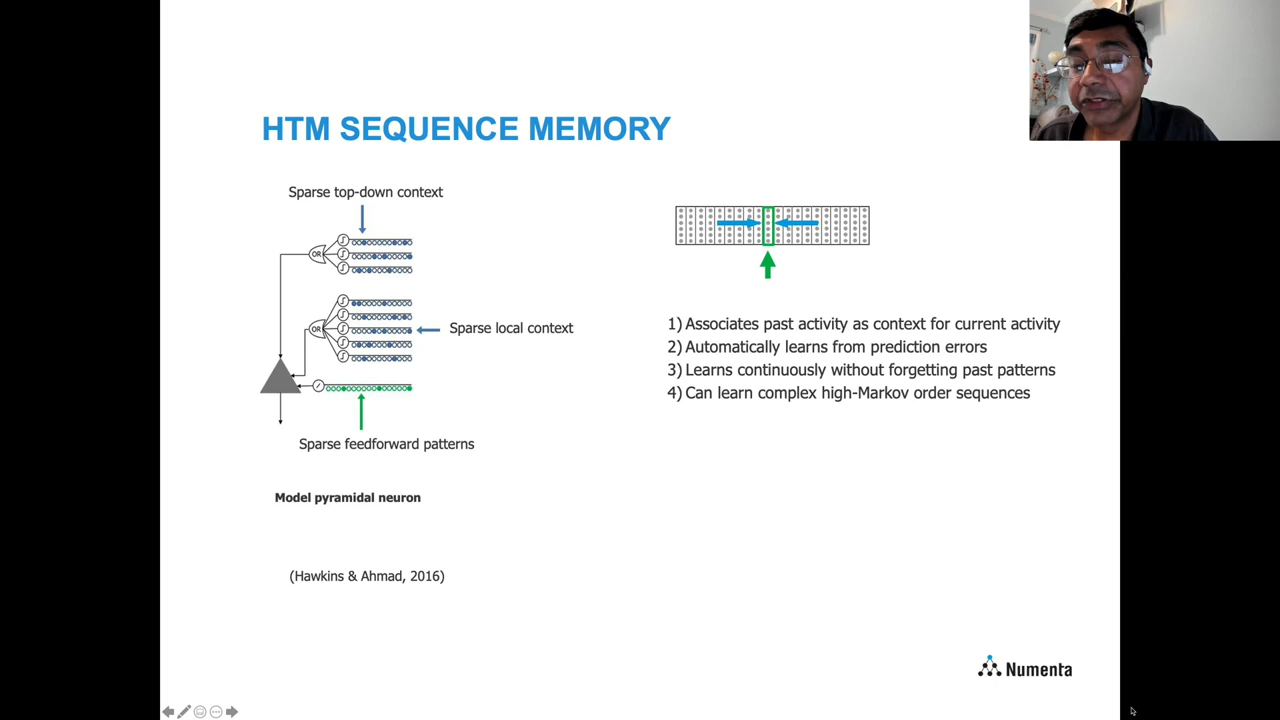 HTM SEQUENCE MEMORY
Sparse top-down context
OR
OR
Sparse local context
Sparse feedforward patterns
Model pyramidal neuron
(Hawkins & Ahmad, 2016)
1) Associates past activity as context for current activity
2) Automatically learns from prediction errors
3) Learns continuously without forgetting past patterns
4) Can learn complex high-Markov order sequences
Numenta